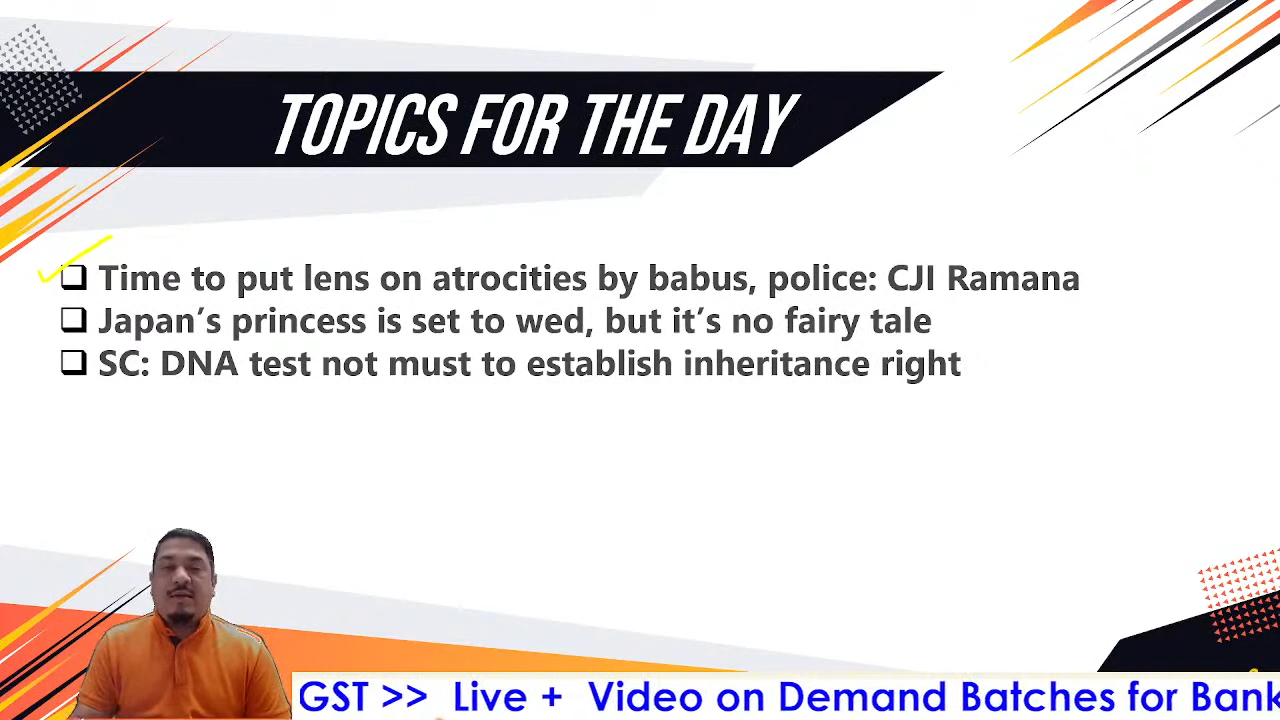 TOPICS FOR THE DAY
Time to put lens on atrocities by babus, police: CJI Ramana
Japan’s princess is set to wed, but it’s no fairy tale
SC: DNA test not must to establish inheritance right
GST >> Live + Video on Demand Batches for Bank